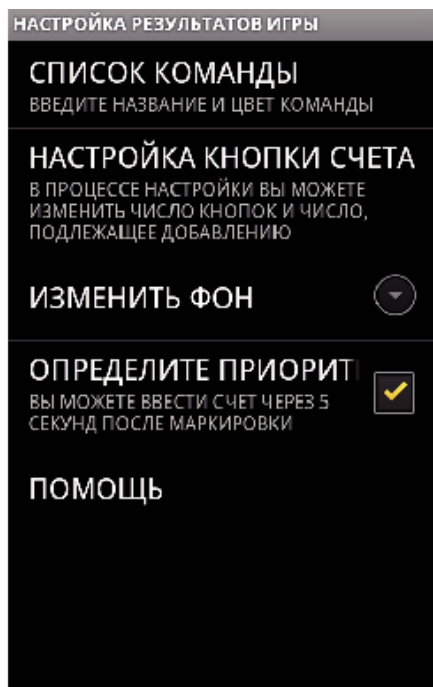 НАСТРОЙКА РЕЗУЛЬТАТОВ ИГРЫ
СПИСОК КОМАНДЫ
ВВЕДИТЕ НАЗВАНИЕ И ЦВЕТ КОМАНДЫ
НАСТРОЙКА КНОПКИ СЧЕТА
В ПРОЦЕССЕ НАСТРОЙКИ ВЫ МОЖЕТЕ
ИЗМЕНИТЬ ЧИСЛО КНОПОК И ЧИСЛО,
ПОДЛЕЖАЩЕЕ ДОБАВЛЕНИЮ
ИЗМЕНИТЬ ФОН
ОПРЕДЕЛИТЕ ПРИОРИТ
ВЫ МОЖЕТЕ ВВЕСТИ СЧЕТ ЧЕРЕЗ 5
СЕКУНД ПОСЛЕ МАРКИРОВКИ
ПОМОЩЬ